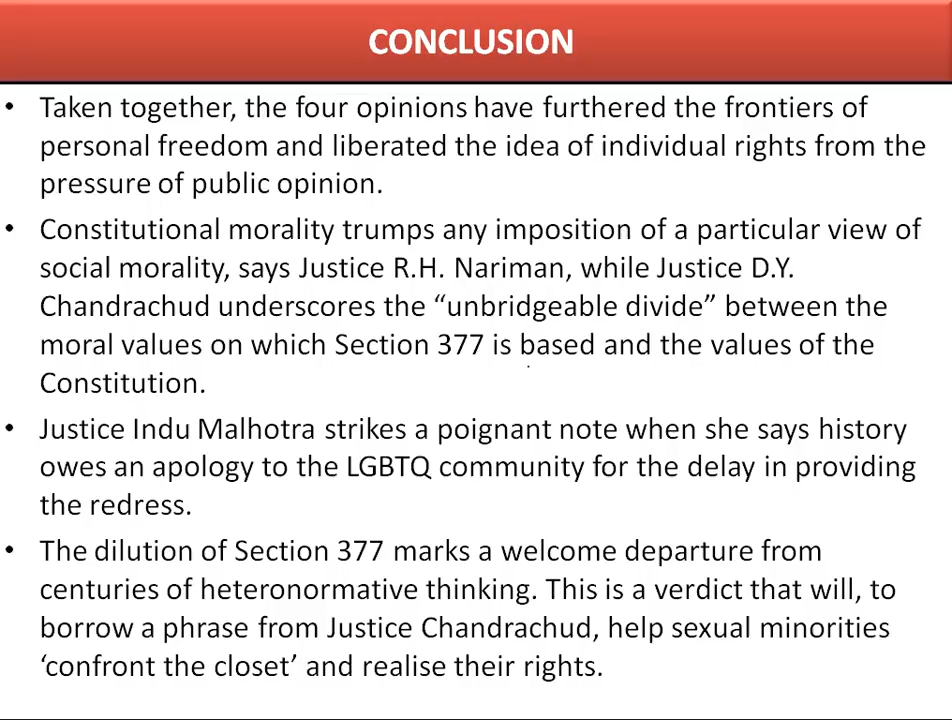 CONCLUSION
• Taken together, the four opinions have furthered the frontiers of
personal freedom and liberated the idea of individual rights from the
pressure of public opinion.
• Constitutional morality trumps any imposition of a particular view of
social morality, says Justice R.H. Nariman, while Justice D.Y.
Chandrachud underscores the “unbridgeable divide” between the
moral values on which Section 377 is based and the values of the
Constitution.
• Justice Indu Malhotra strikes a poignant note when she says history
owes an apology to the LGBTQ community for the delay in providing
the redress.
• The dilution of Section 377 marks a welcome departure from
centuries of heteronormative thinking. This is a verdict that will, to
borrow a phrase from Justice Chandrachud, help sexual minorities
‘confront the closet’ and realise their rights.